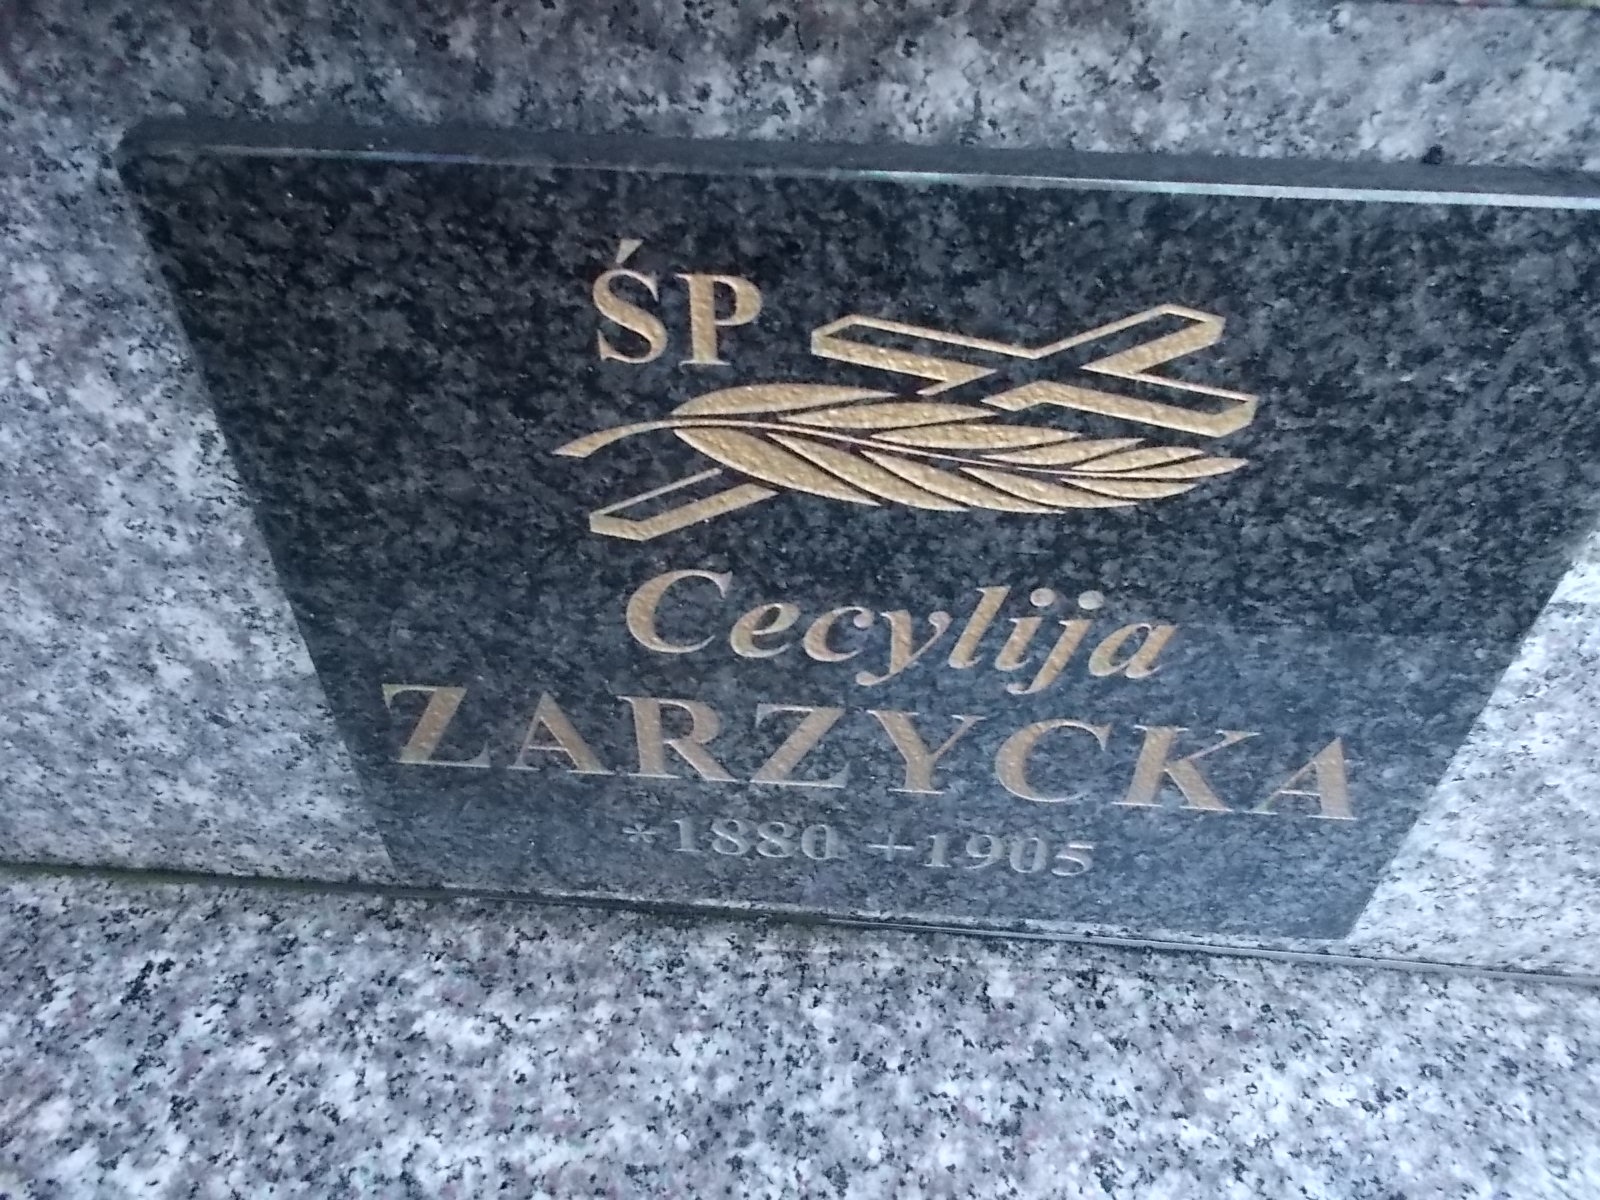 ŚP
Cecylija
ZARZYCKA
*1880 +1905